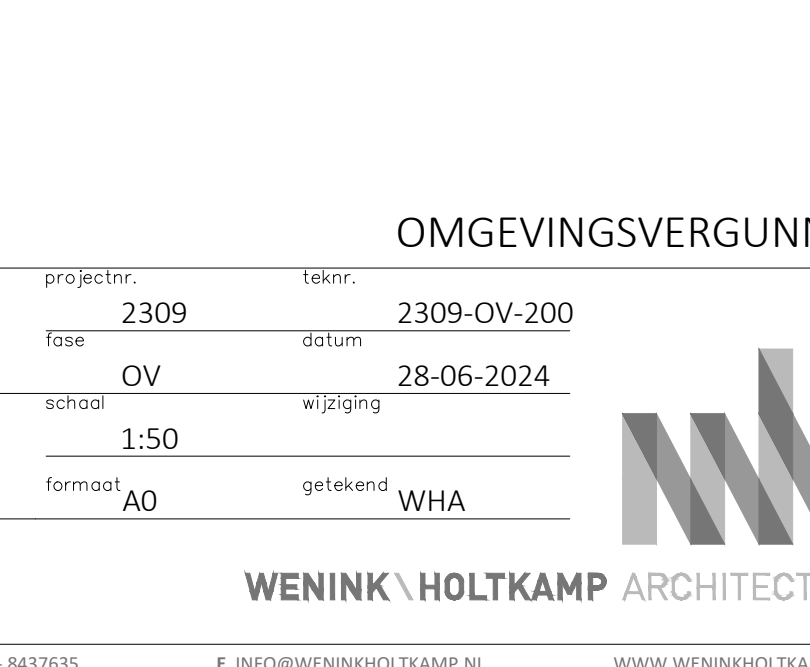 OMGEVINGSVERGUNN
projectnr. teknr.
2309 2309-OV-200
fase datum
OV 28-06-2024
schaal wijziging
1:50
formaat A0 getekend WHA
WENINK\HOLTKAMP ARCHITECT
- 8437635 E INFO@WENINKHOLTKAMP.NL WWW.WENINKHOLTKA